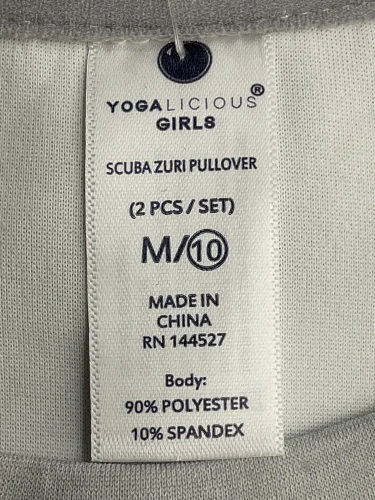 YOGALICIOUS®
GIRLS
SCUBA ZURI PULLOVER
(2 PCS / SET)
M/10
MADE IN
CHINA
RN 144527
Body:
90% POLYESTER
10% SPANDEX